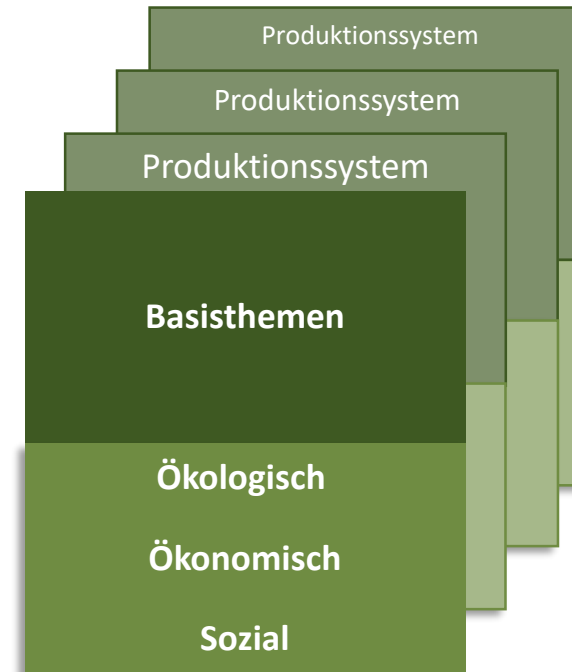 Produktionssystem
Produktionssystem
Produktionssystem
Basisthemen
Ökologisch
Ökonomisch
Sozial